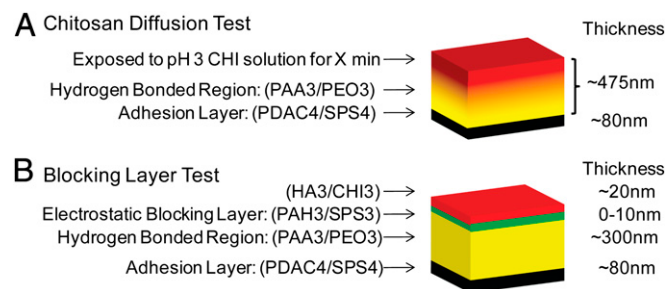 A Chitosan Diffusion Test
Thickness
Exposed to pH 3 CHI solution for X min
Hydrogen Bonded Region: (PAA3/PEO3)
~475nm
Adhesion Layer: (PDAC4/SPS4)
~80nm
B Blocking Layer Test
Thickness
(HA3/CHI3)
~20nm
Electrostatic Blocking Layer: (PAH3/SPS3)
0-10nm
Hydrogen Bonded Region: (PAA3/PEO3)
~300nm
Adhesion Layer: (PDAC4/SPS4)
~80nm